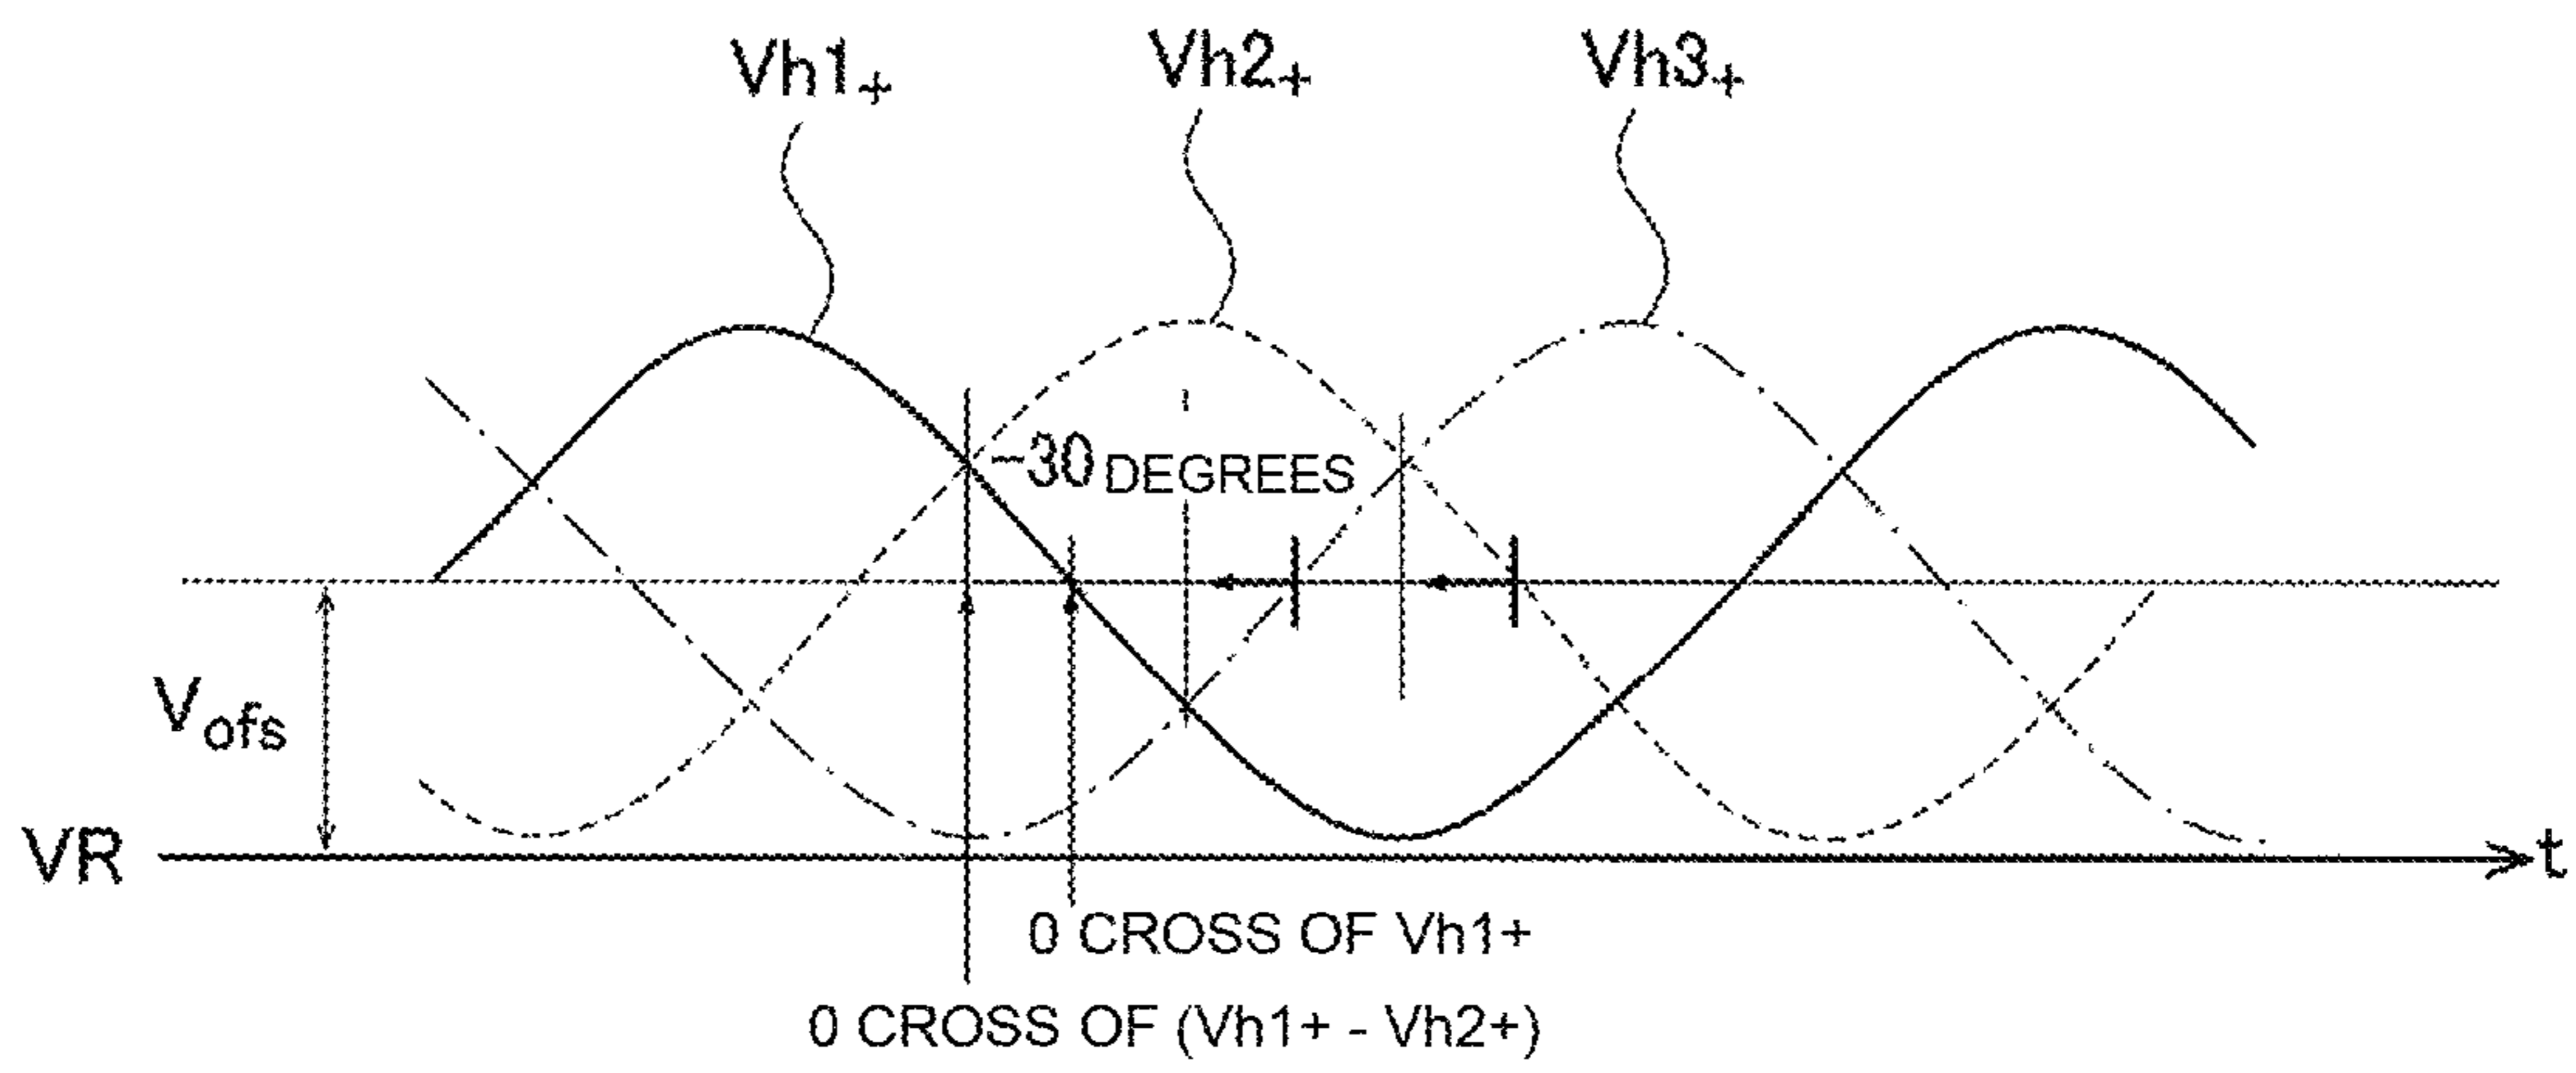 Vh1+ Vh2+ Vh3+
-30 DEGREES
Vofs
VR
t
0 CROSS OF Vh1+
0 CROSS OF (Vh1+ - Vh2+)